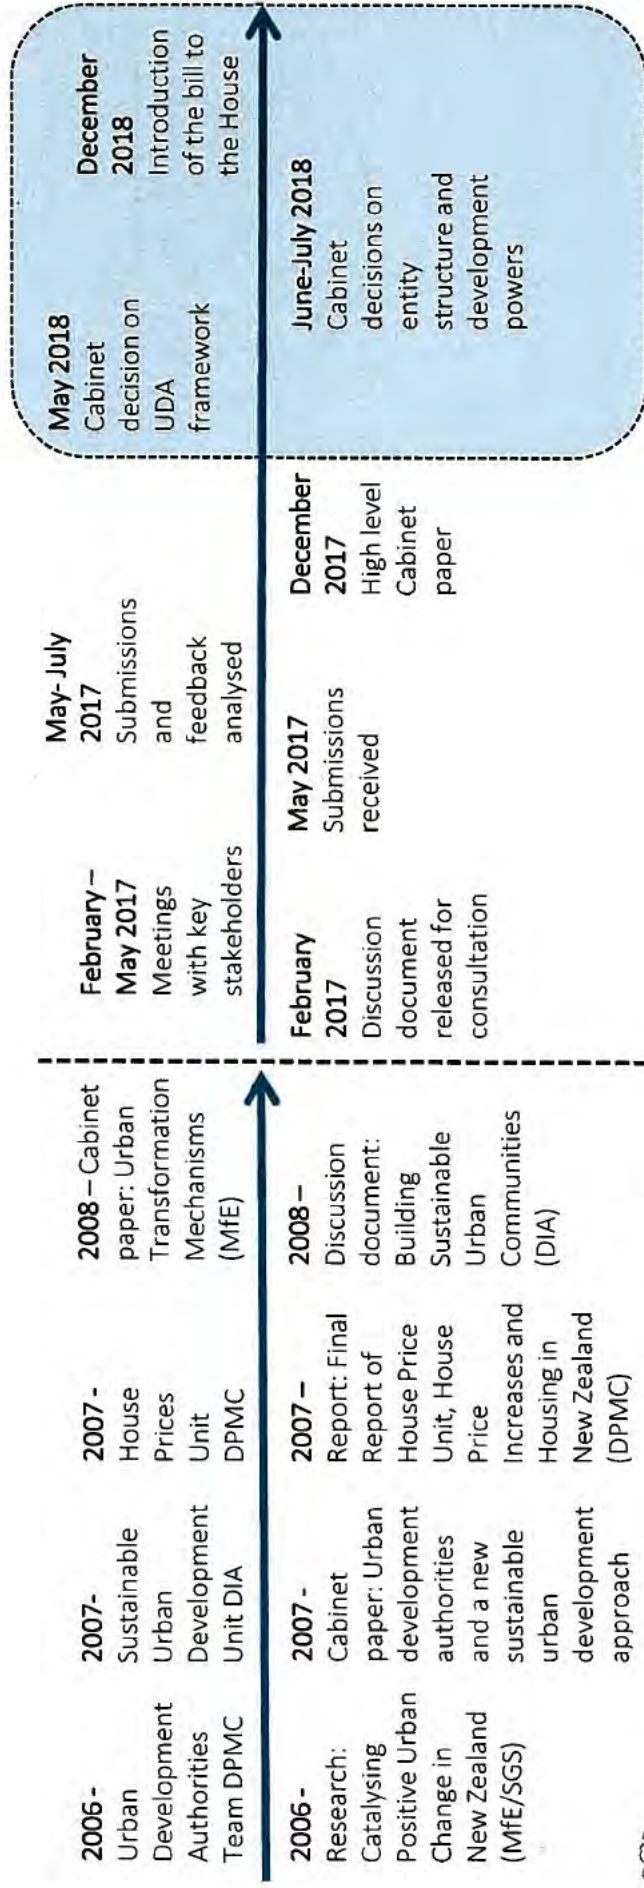 2006 -
Urban
Development
Authorities
Team DPMC
2007-
Sustainable
Urban
Development
Unit DIA
2007-
House
Prices
Unit
DPMC
2008 – Cabinet
paper: Urban
Transformation
Mechanisms
(MfE)
February –
May 2017
Meetings
with key
stakeholders
May- July
2017
Submissions
and
feedback
analysed
May 2018
Cabinet
decision on
UDA
framework
December
2018
Introduction
of the bill to
the House
2006 -
Research:
Catalysing
Positive Urban
Change in
New Zealand
(MfE/SGS)
2007 -
Cabinet
paper: Urban
development
authorities
and a new
sustainable
urban
development
approach
2007 –
Report: Final
Report of
House Price
Unit, House
Price
Increases and
Housing in
New Zealand
(DPMC)
2008 –
Discussion
document:
Building
Sustainable
Urban
Communities
(DIA)
February
2017
Discussion
document
released for
consultation
May 2017
Submissions
received
December
2017
High level
Cabinet
paper
June-July 2018
Cabinet
decisions on
entity
structure and
development
powers